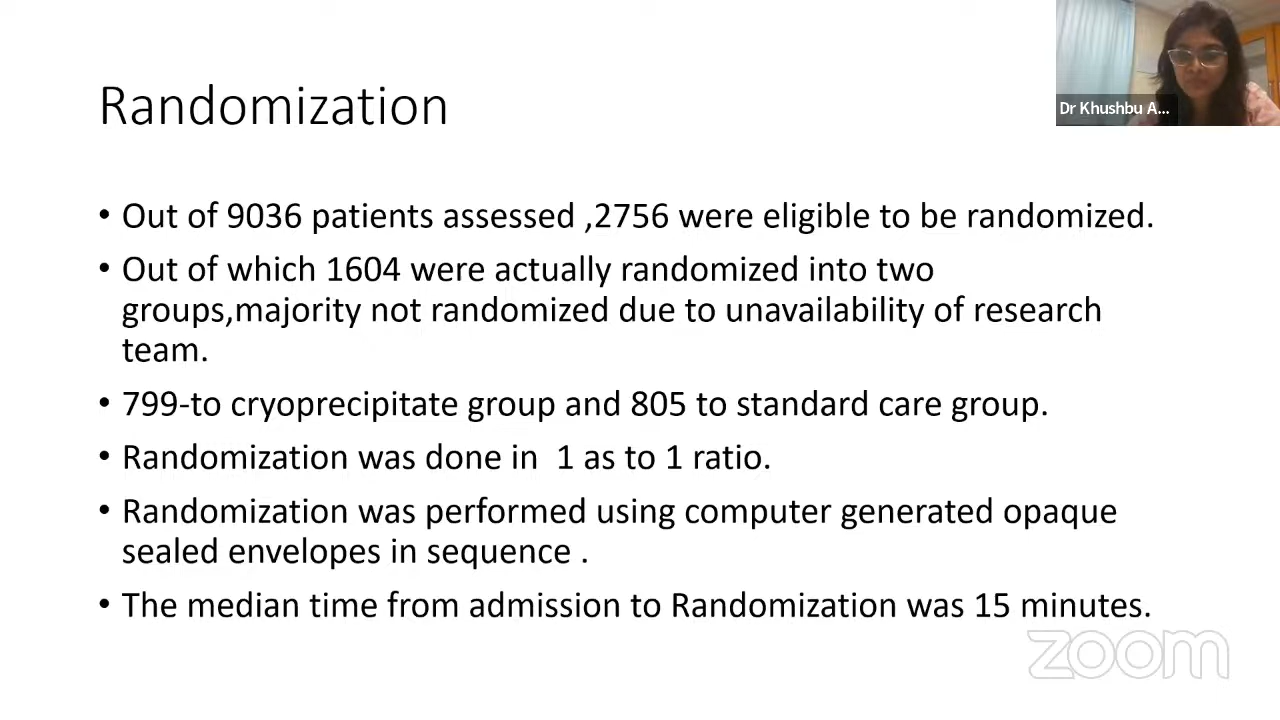 Randomization
Dr Khushbu A...
• Out of 9036 patients assessed ,2756 were eligible to be randomized.
• Out of which 1604 were actually randomized into two
groups,majority not randomized due to unavailability of research
team.
• 799-to cryoprecipitate group and 805 to standard care group.
• Randomization was done in  1 as to 1 ratio.
• Randomization was performed using computer generated opaque
sealed envelopes in sequence .
• The median time from admission to Randomization was 15 minutes.
zoom